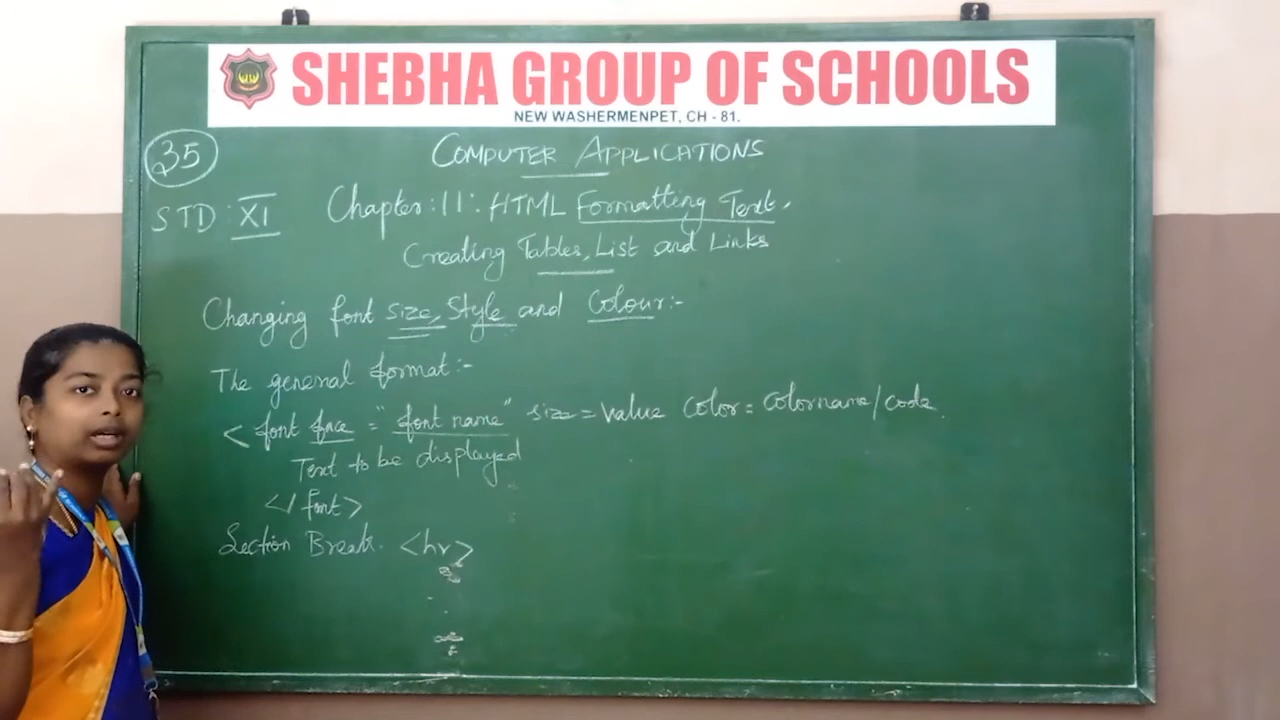 SHEBHA GROUP OF SCHOOLS
NEW WASHERMENPET, CH - 81.
35
COMPUTER APPLICATIONS
STD : XI Chapter : 11 : HTML Formatting Text,
Creating Tables, List and Links
Changing font size, Style and Colour:-
The general format:-
< font face = "font name" size = Value Color = Colorname/code
Text to be displayed
</ font>
Section Break. <hr>